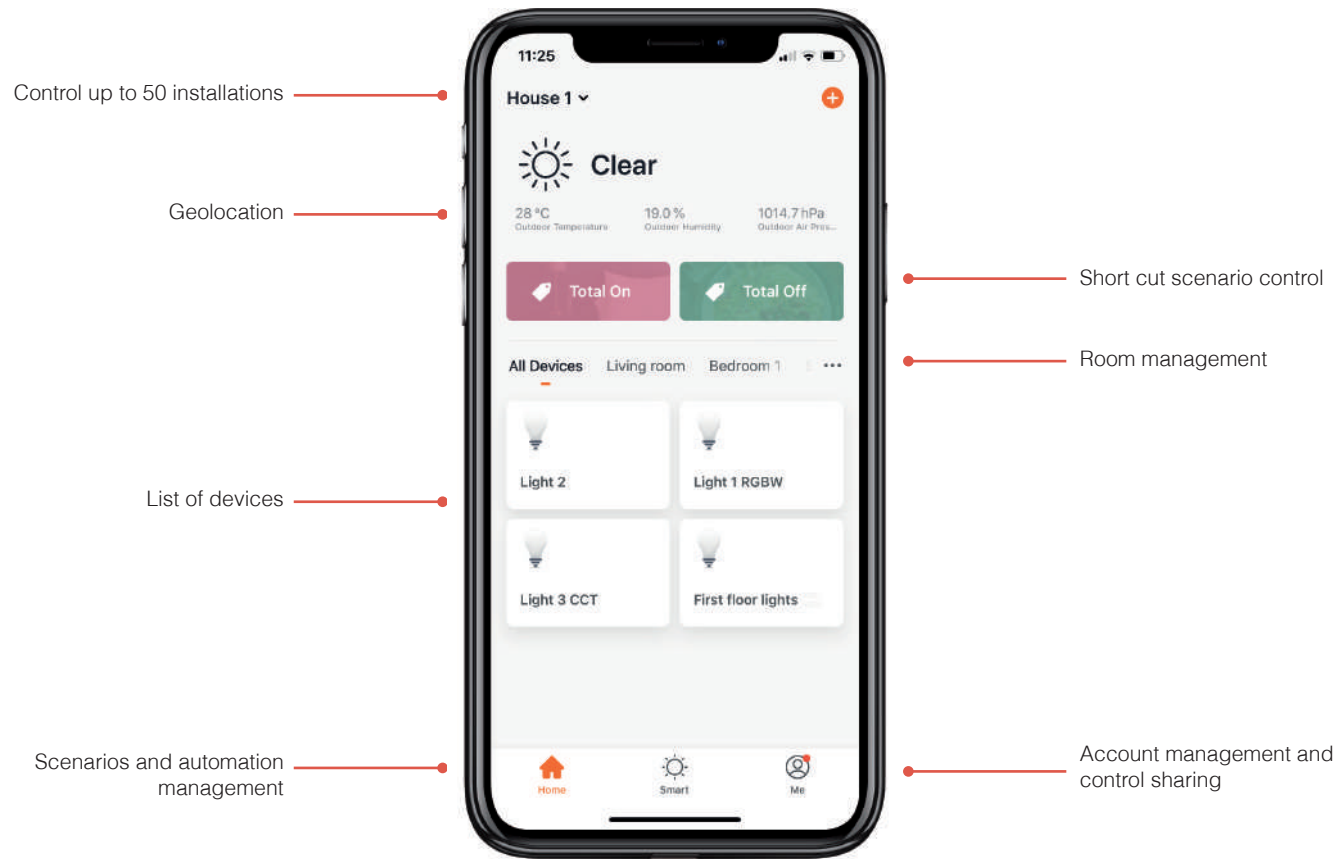 11:25
Control up to 50 installations
House 1
Clear
Geolocation
28 °C
19.0 %
1014.7 hPa
Outdoor Temperature
Outdoor Humidity
Outdoor Air Pres...
Total On
Total Off
Short cut scenario control
All Devices
Living room
Bedroom 1
Room management
Light 2
Light 1 RGBW
List of devices
Light 3 CCT
First floor lights
Scenarios and automation
management
Home
Smart
Me
Account management and
control sharing